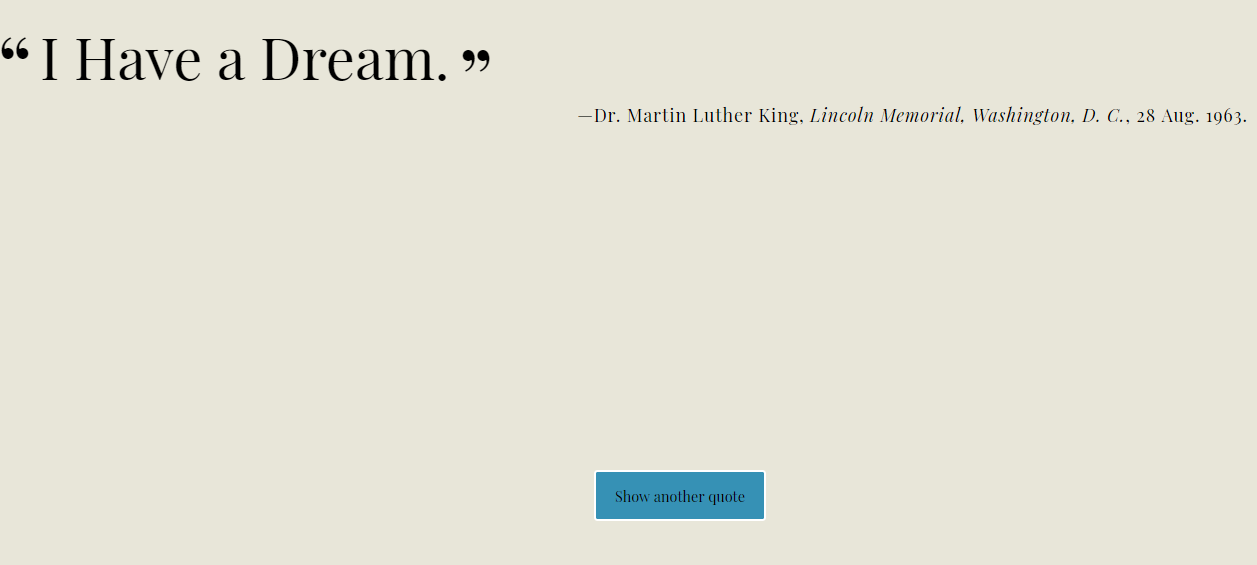 “ I Have a Dream. ”
—Dr. Martin Luther King, Lincoln Memorial, Washington, D. C., 28 Aug. 1963.
Show another quote